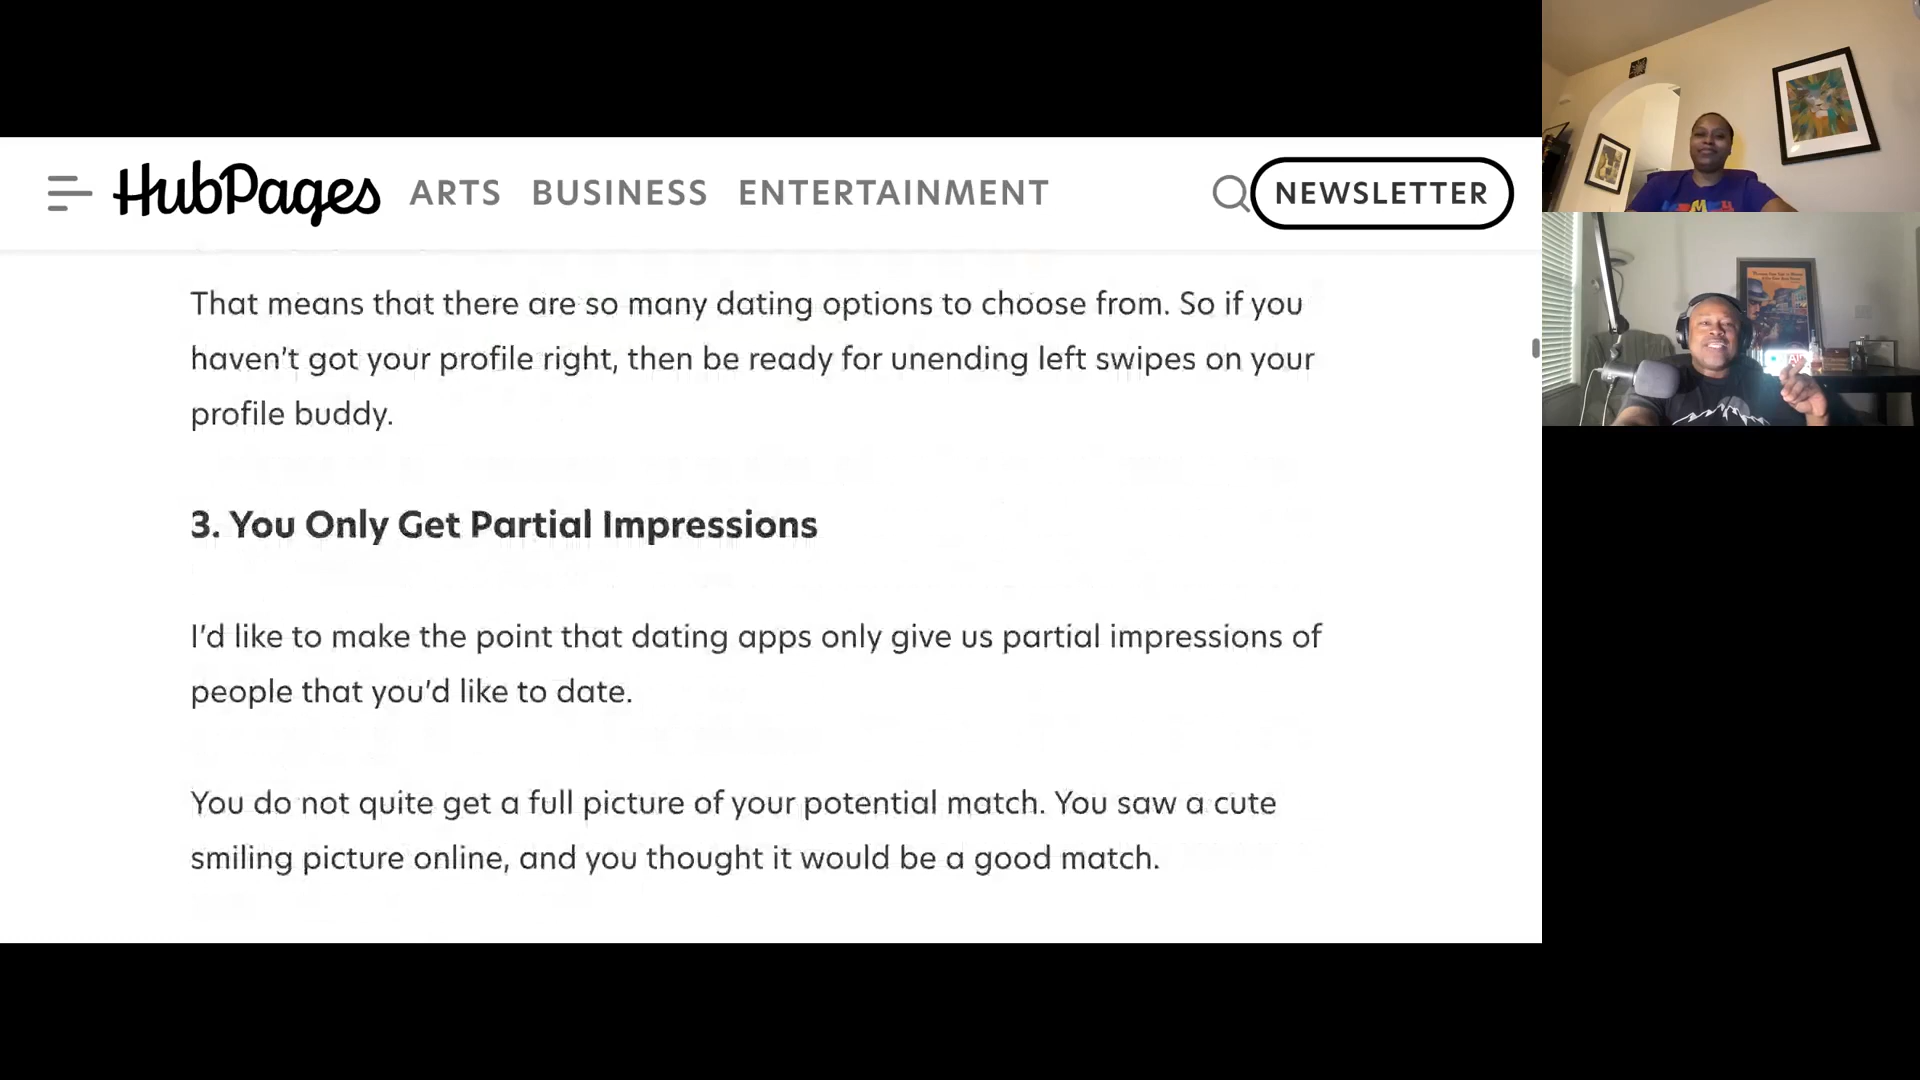 HubPages ARTS BUSINESS ENTERTAINMENT NEWSLETTER
That means that there are so many dating options to choose from. So if you
haven’t got your profile right, then be ready for unending left swipes on your
profile buddy.
3. You Only Get Partial Impressions
I’d like to make the point that dating apps only give us partial impressions of
people that you’d like to date.
You do not quite get a full picture of your potential match. You saw a cute
smiling picture online, and you thought it would be a good match.